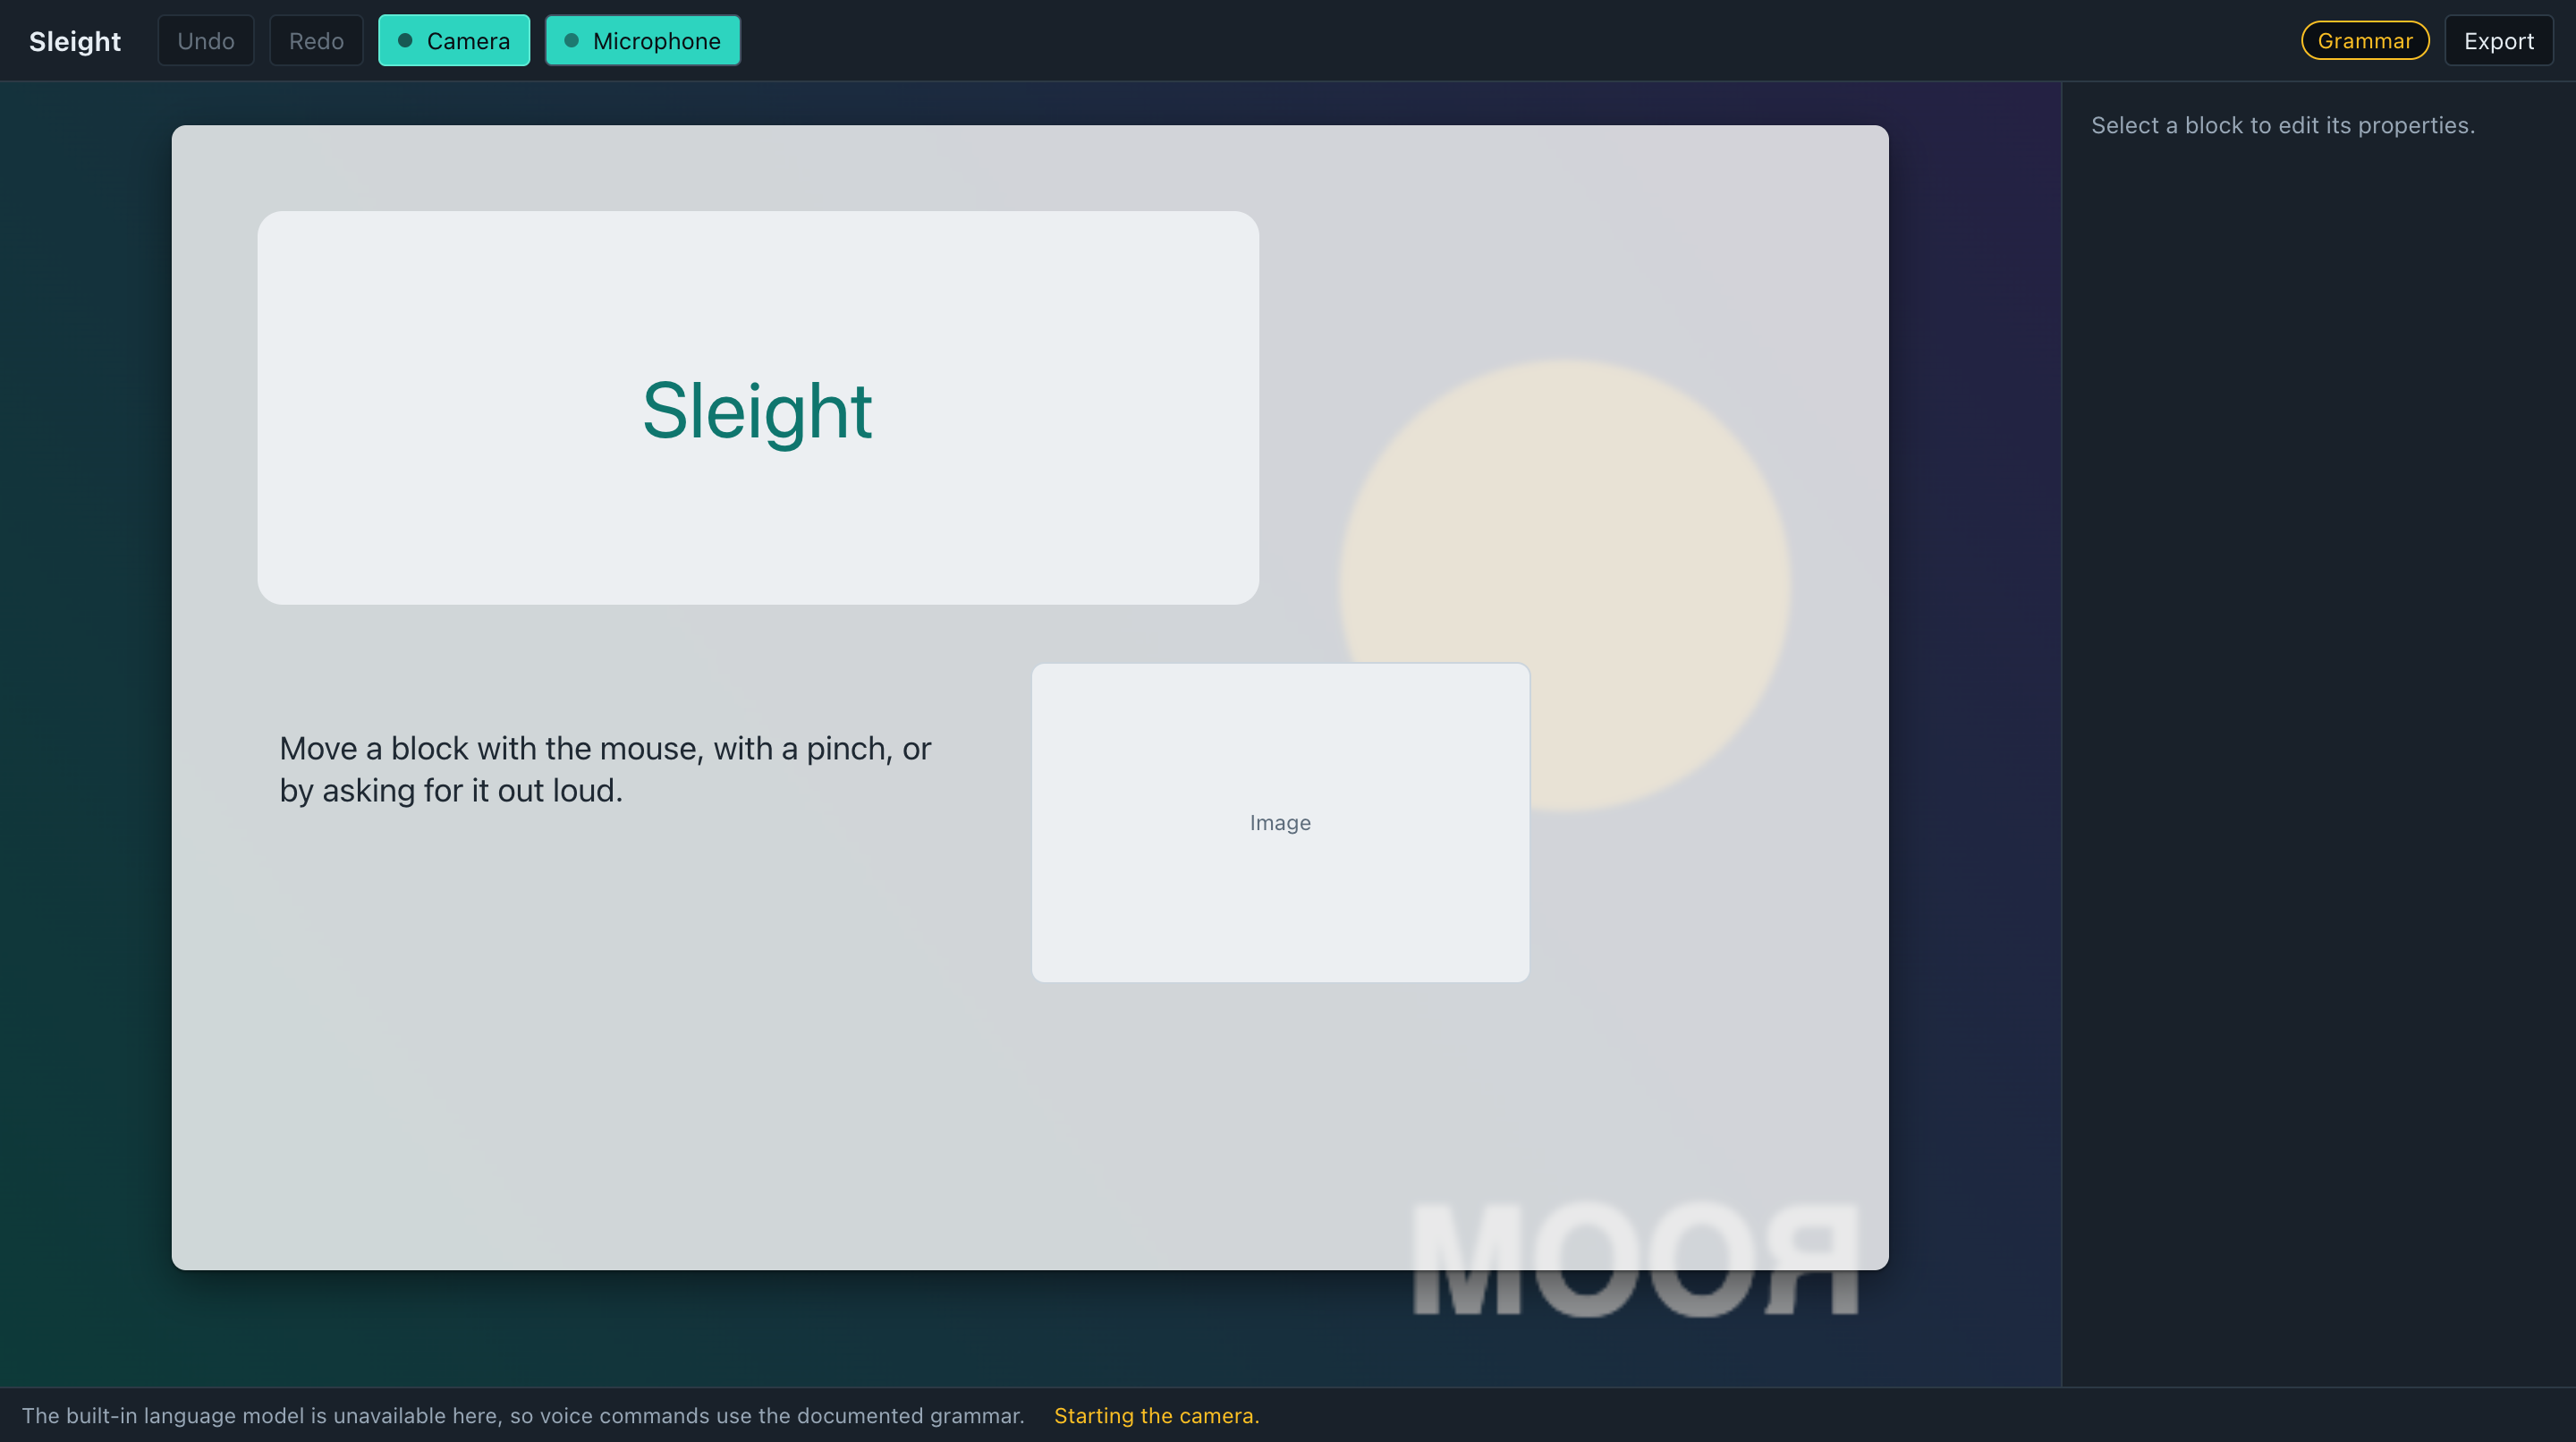 Sleight
Undo
Redo
Camera
Microphone
Grammar
Export
Select a block to edit its properties.
Sleight
Move a block with the mouse, with a pinch, or
by asking for it out loud.
Image
ROOM
The built-in language model is unavailable here, so voice commands use the documented grammar.
Starting the camera.